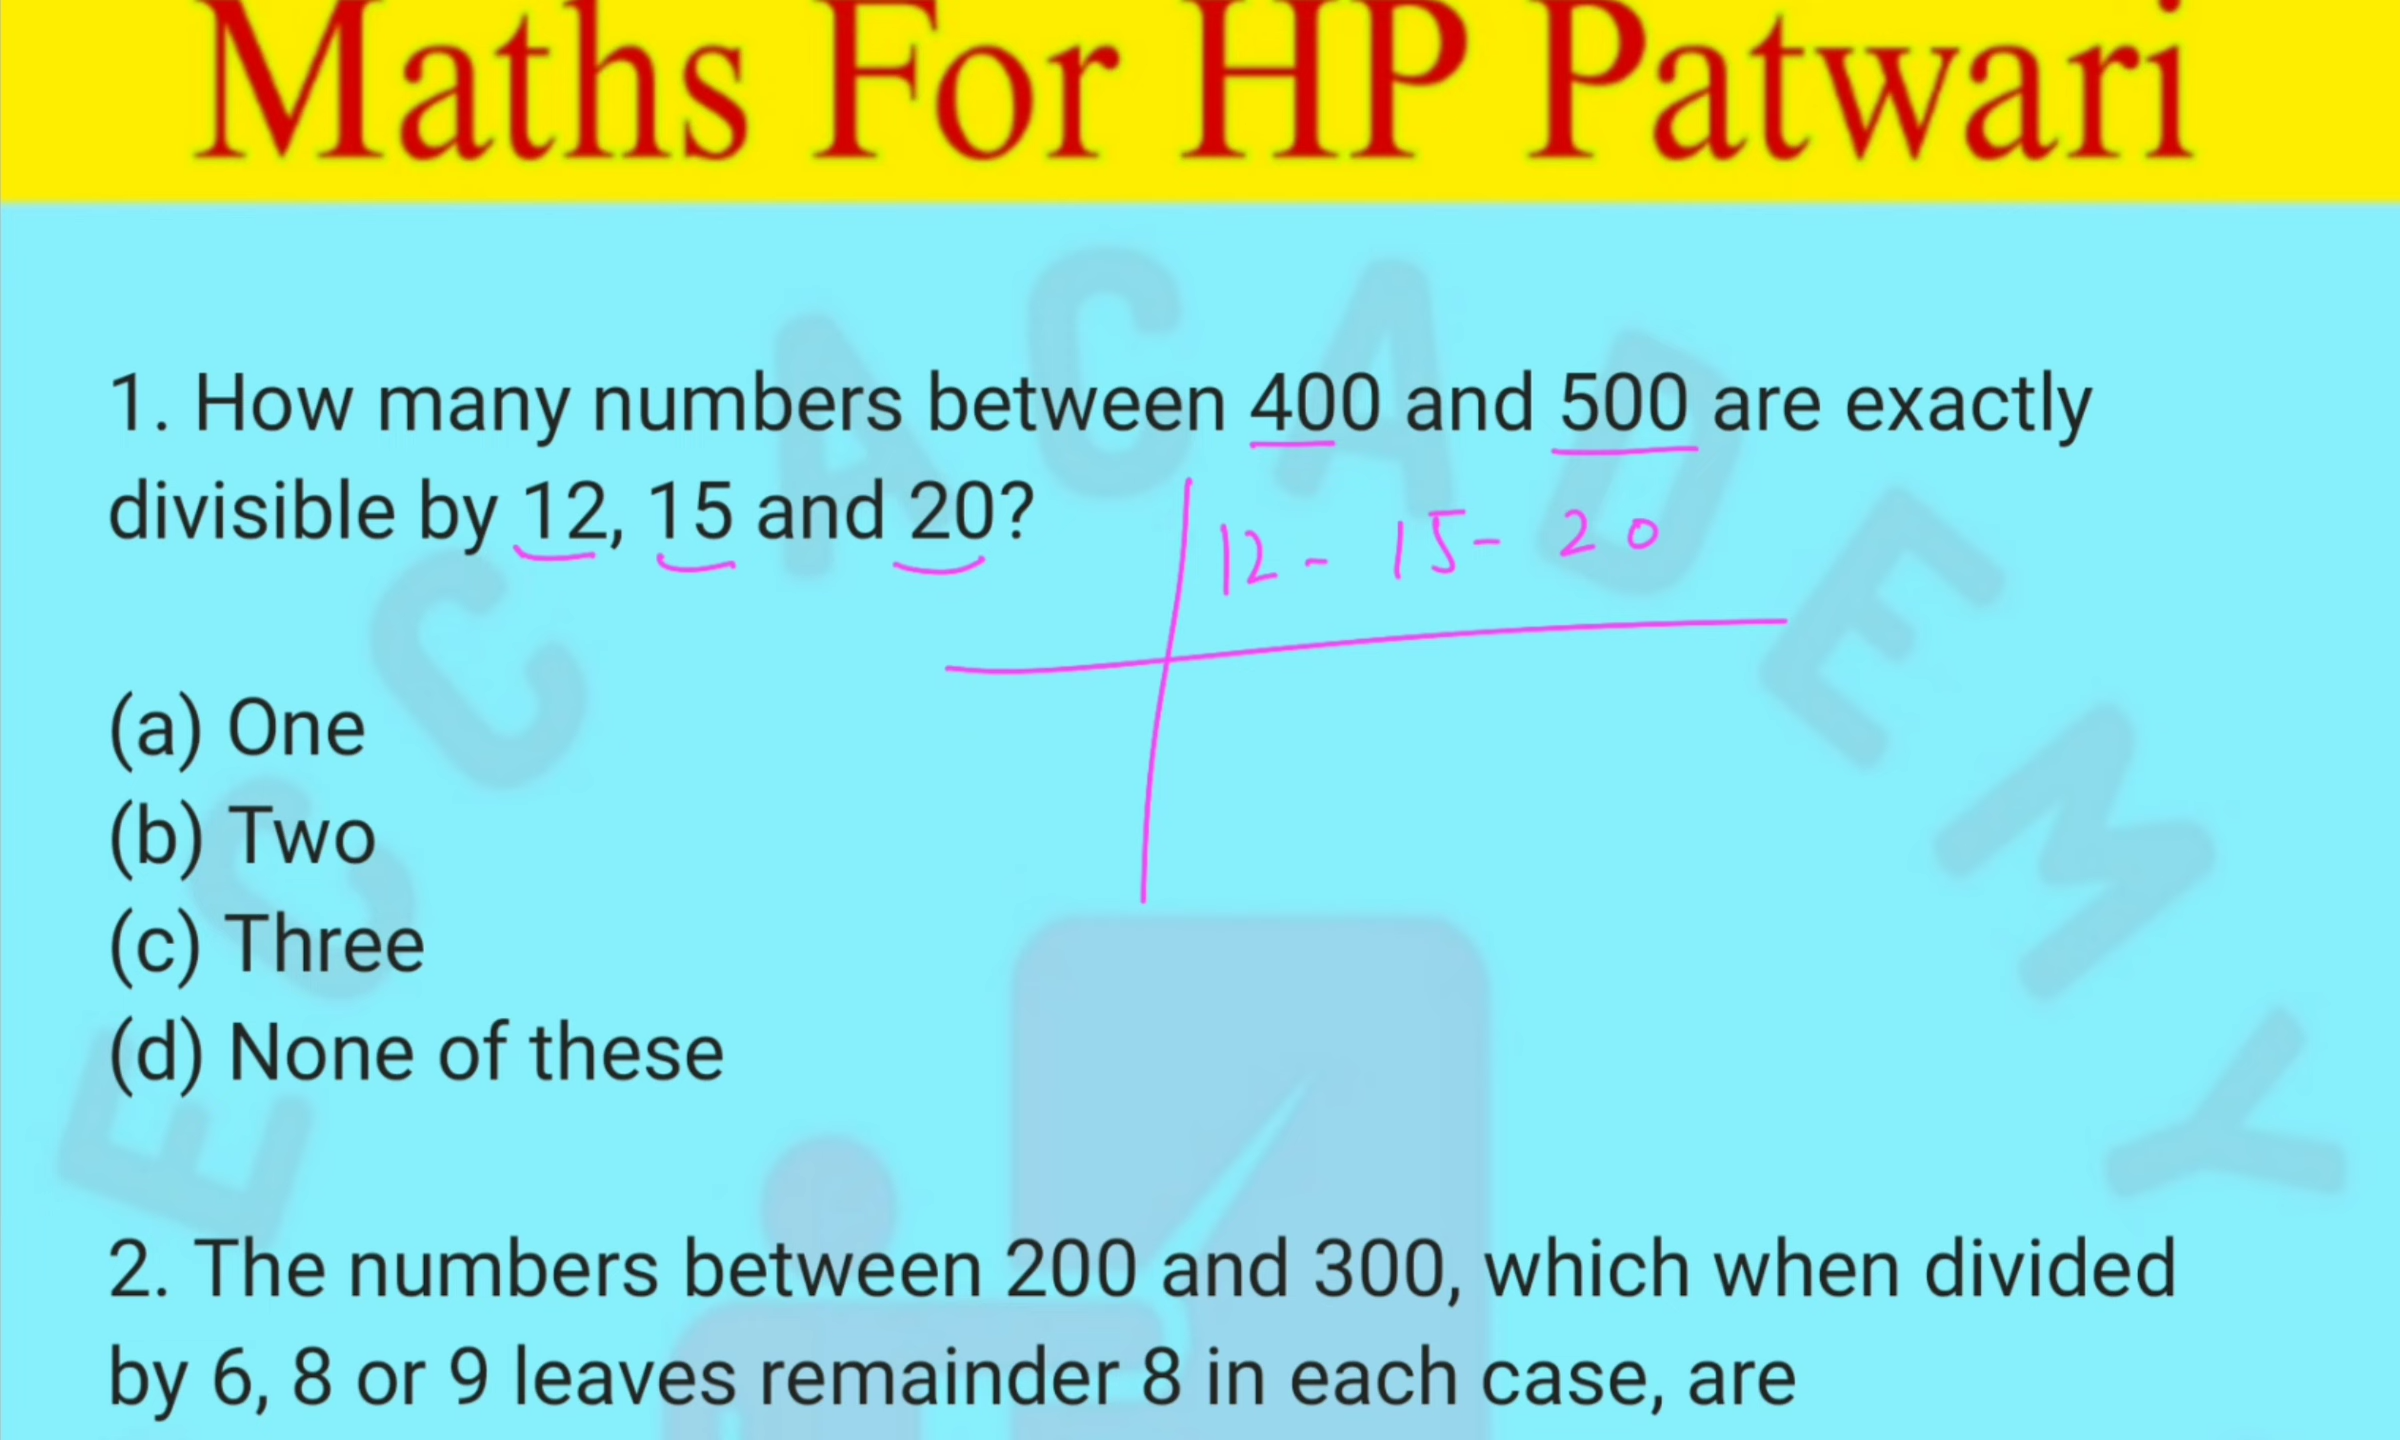 Maths For HP Patwari
1. How many numbers between 400 and 500 are exactly
divisible by 12, 15 and 20?
12 - 15 - 20
(a) One
(b) Two
(c) Three
(d) None of these
2. The numbers between 200 and 300, which when divided
by 6, 8 or 9 leaves remainder 8 in each case, are
ECC ACADEMY